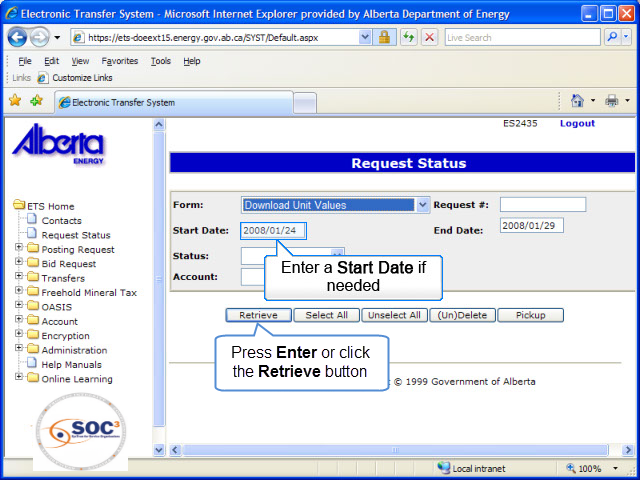 Electronic Transfer System - Microsoft Internet Explorer provided by Alberta Department of Energy
https://ets-doeext15.energy.gov.ab.ca/SYST/Default.aspx
Live Search
File Edit View Favorites Tools Help
Links Customize Links
Electronic Transfer System
ES2435 Logout
Alberta
ENERGY
Request Status
ETS Home
Contacts
Request Status
Posting Request
Bid Request
Transfers
Freehold Mineral Tax
OASIS
Account
Encryption
Administration
Help Manuals
Online Learning
Form: Download Unit Values Request #:
Start Date: 2008/01/24 End Date: 2008/01/29
Status:
Account:
Enter a Start Date if
needed
Retrieve Select All Unselect All (Un)Delete Pickup
Press Enter or click
the Retrieve button
© 1999 Government of Alberta
SOC3
Local intranet 100%